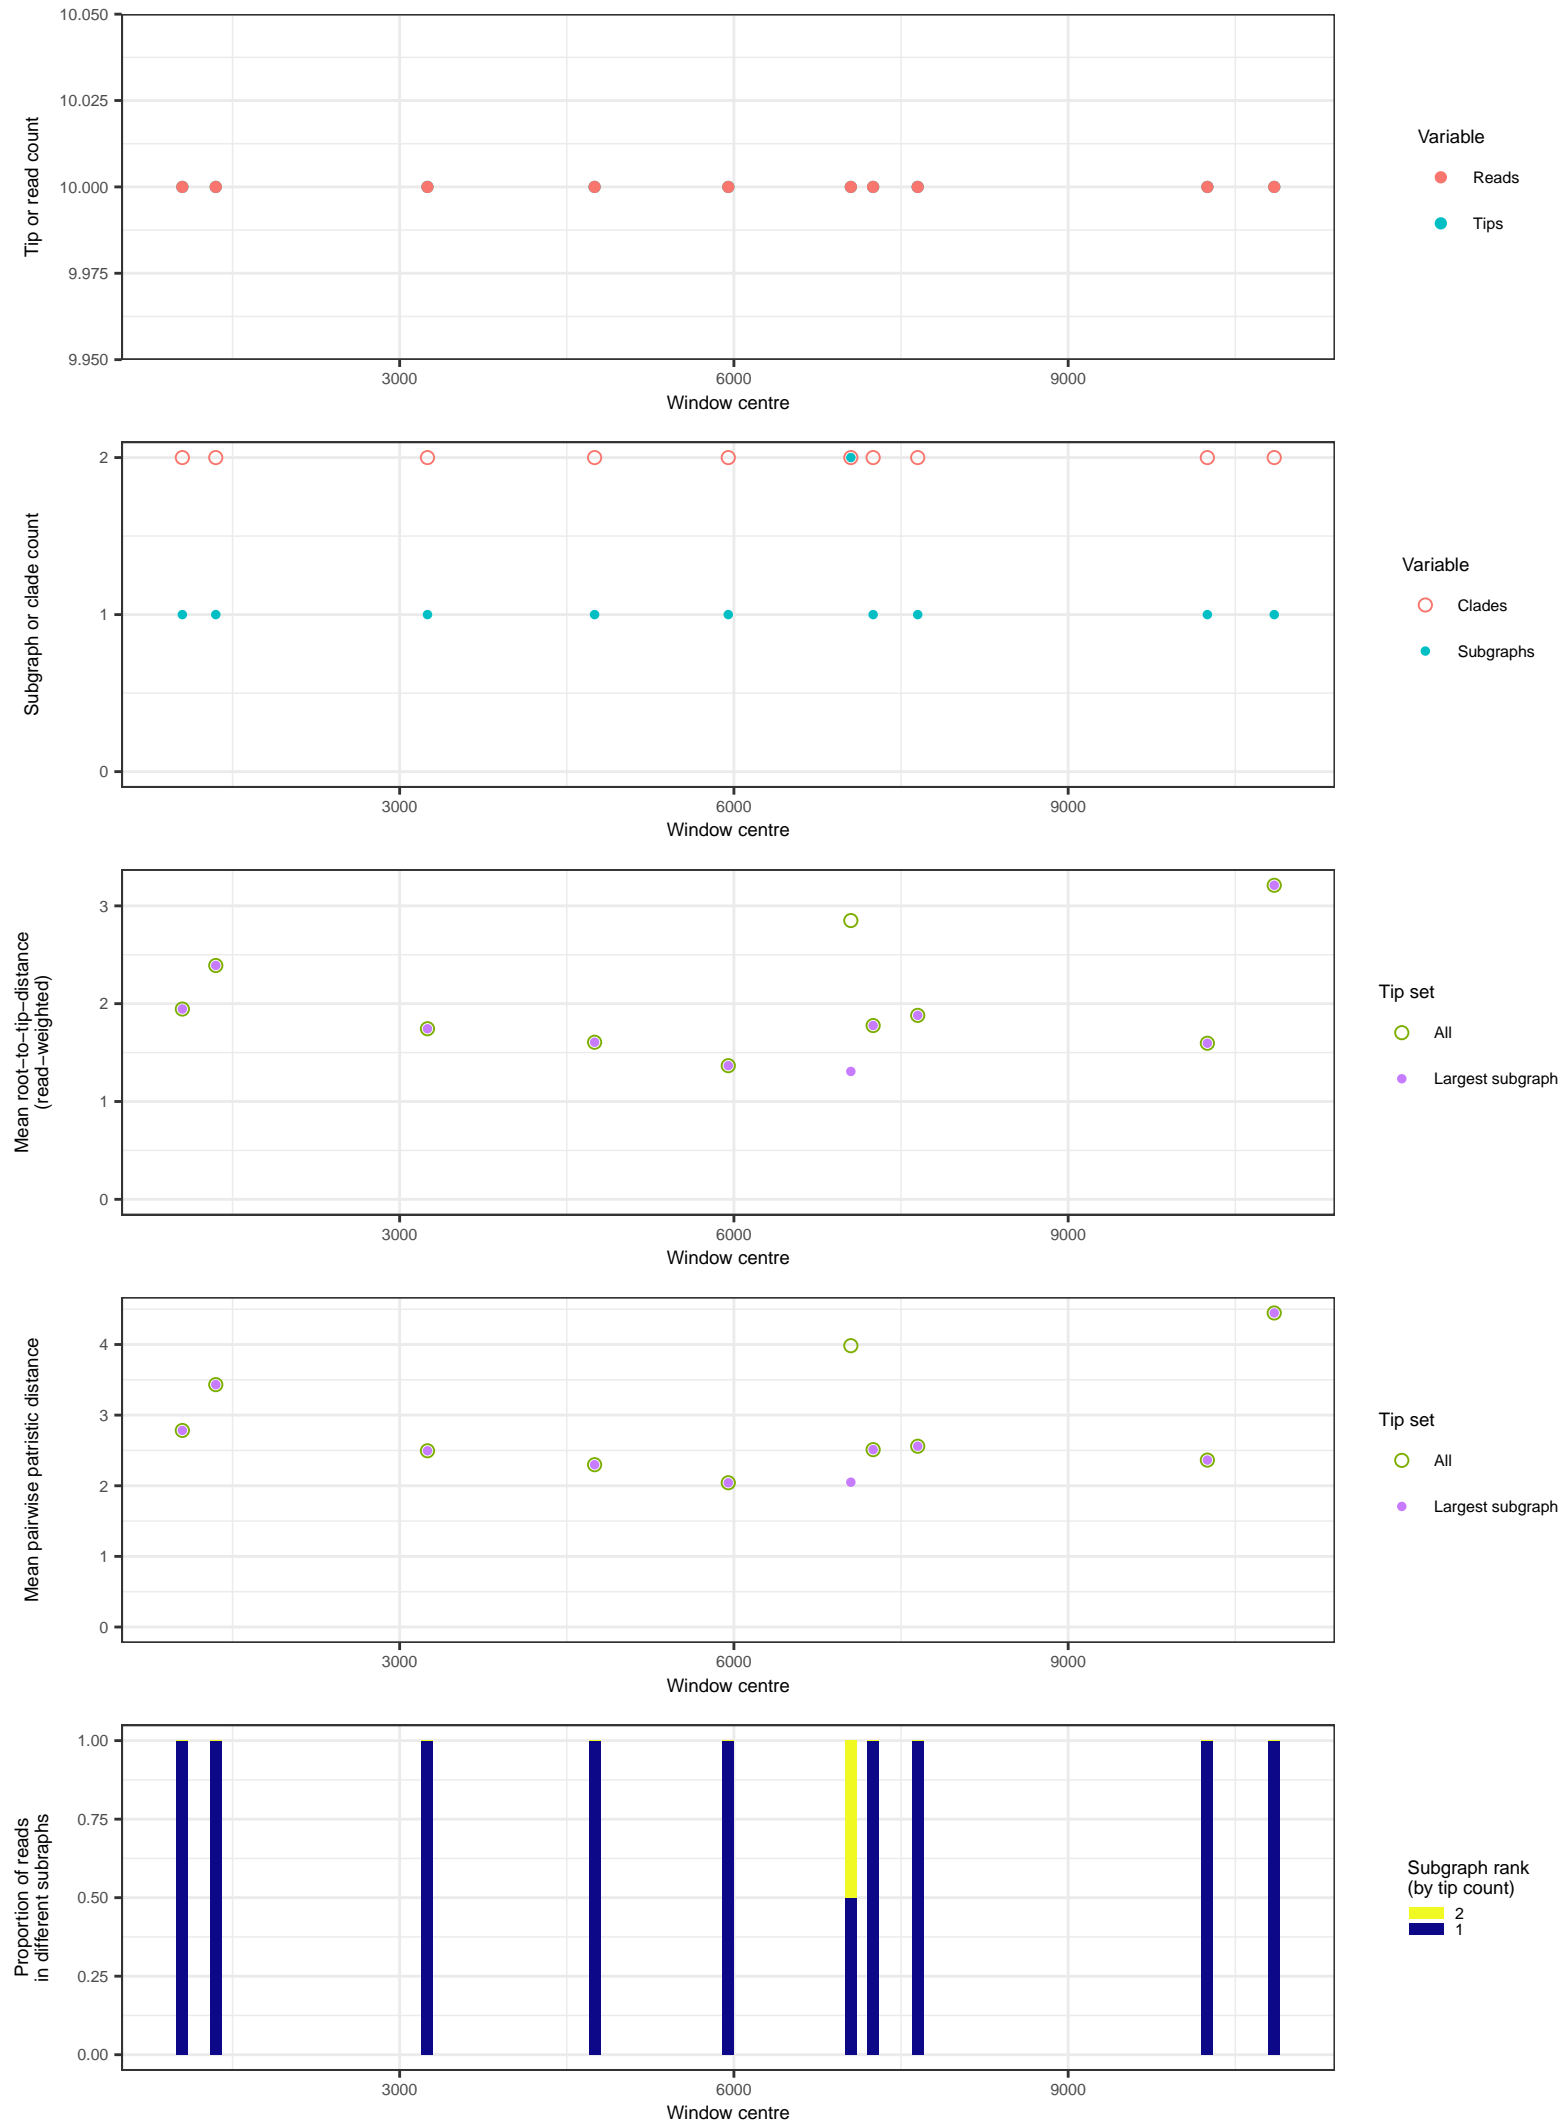 10.050
10.025
10.000
9.975
9.950
Tip or read count
3000 6000 9000
Window centre
Variable
Reads
Tips
2
1
0
Subgraph or clade count
3000 6000 9000
Window centre
Variable
Clades
Subgraphs
3
2
1
0
Mean root−to−tip−distance
(read−weighted)
3000 6000 9000
Window centre
Tip set
All
Largest subgraph
4
3
2
1
0
Mean pairwise patristic distance
3000 6000 9000
Window centre
Tip set
All
Largest subgraph
1.00
0.75
0.50
0.25
0.00
Proportion of reads
in different subraphs
3000 6000 9000
Window centre
Subgraph rank
(by tip count)
2
1